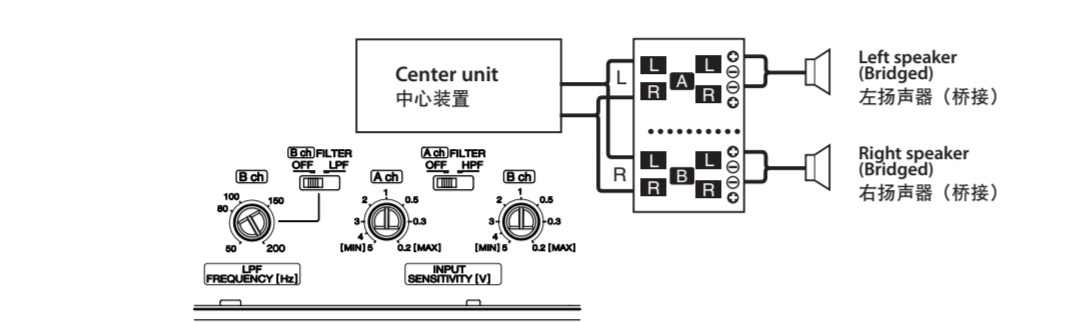 Center unit
中心装置
L
R
L
R
A
L
R
L
R
B
L
R
Left speaker
(Bridged)
左扬声器（桥接）
Right speaker
(Bridged)
右扬声器（桥接）
B ch FILTER
OFF LPF
A ch FILTER
OFF HPF
B ch
100
80
150
50
200
LPF
FREQUENCY [Hz]
A ch
1
2
0.5
3
0.3
4
[MIN] 5
0.2 [MAX]
B ch
1
2
0.5
3
0.3
4
[MIN] 5
0.2 [MAX]
INPUT
SENSITIVITY [V]